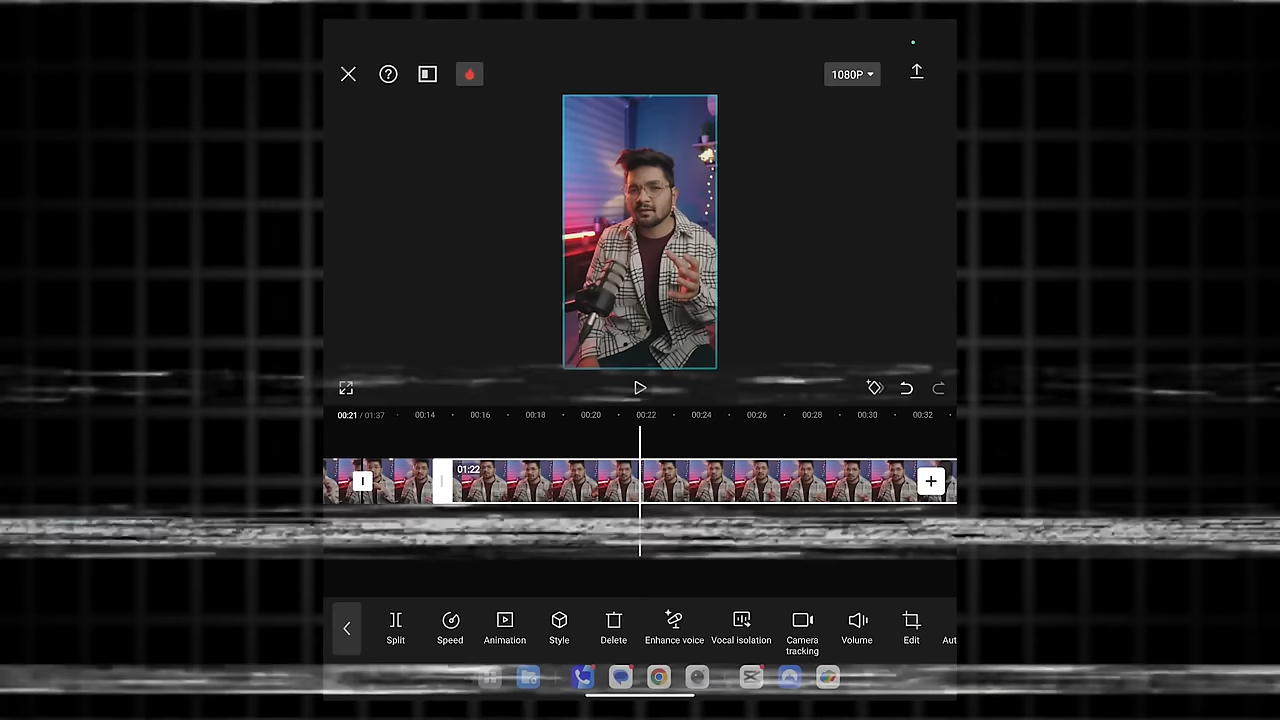 1080P
00:21 / 01:37 00:14 00:16 00:18 00:20 00:22 00:24 00:26 00:28 00:30 00:32
01:22
Split Speed Animation Style Delete Enhance voice Vocal isolation Camera tracking Volume Edit Aut